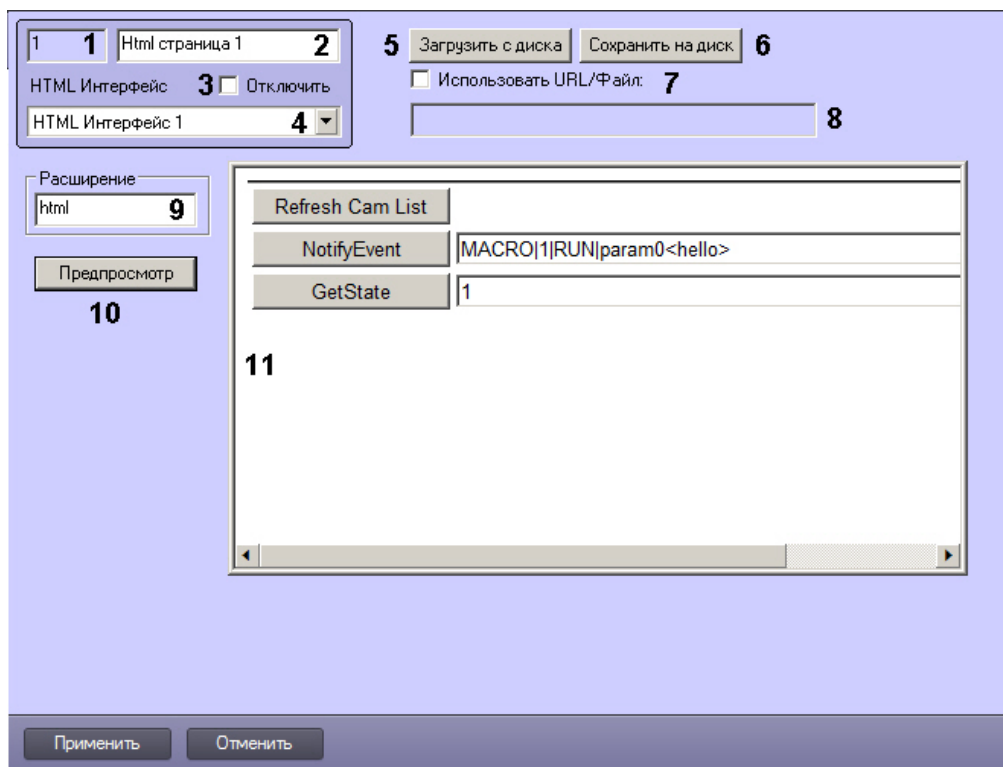 1 1 Html страница 1 2
HTML Интерфейс 3 Отключить
HTML Интерфейс 1 4
5 Загрузить с диска Сохранить на диск 6
Использовать URL/Файл: 7
8
Расширение
html 9
Предпросмотр
10
Refresh Cam List
NotifyEvent MACRO|1|RUN|param0<hello>
GetState 1
11
Применить Отменить